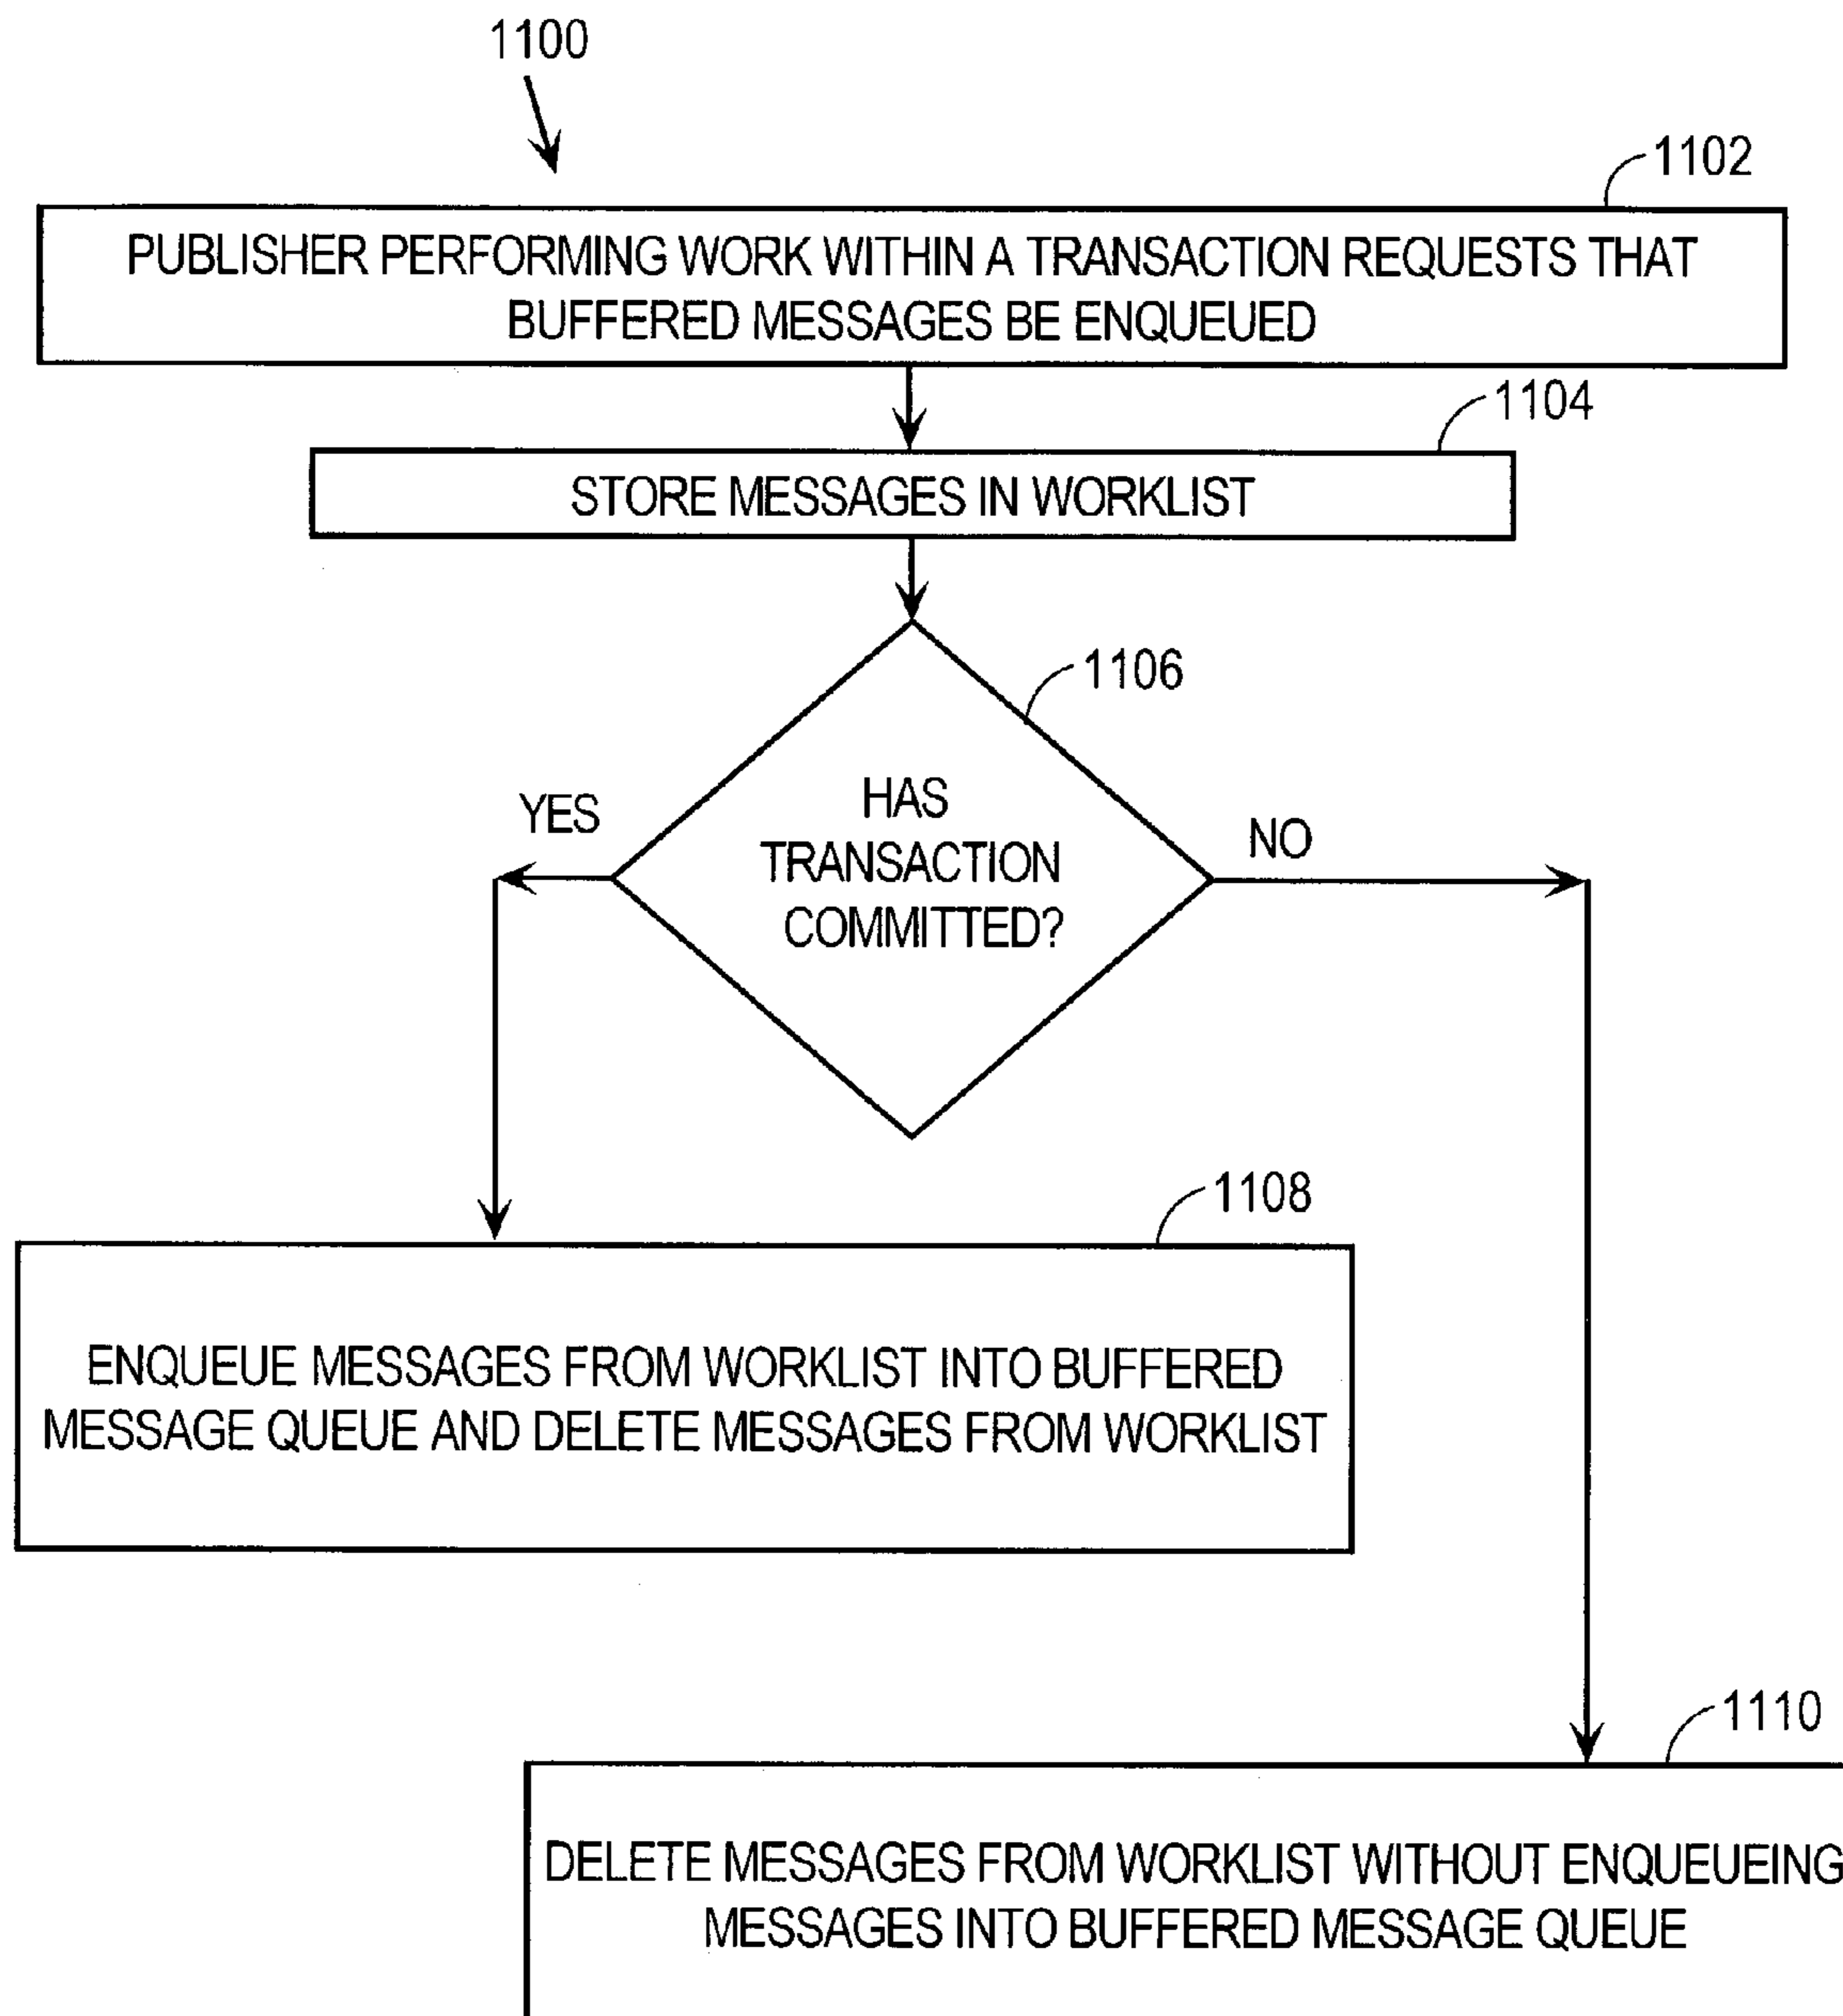 1100
1102
PUBLISHER PERFORMING WORK WITHIN A TRANSACTION REQUESTS THAT
BUFFERED MESSAGES BE ENQUEUED
1104
STORE MESSAGES IN WORKLIST
1106
HAS
TRANSACTION
COMMITTED?
YES
NO
1108
ENQUEUE MESSAGES FROM WORKLIST INTO BUFFERED
MESSAGE QUEUE AND DELETE MESSAGES FROM WORKLIST
1110
DELETE MESSAGES FROM WORKLIST WITHOUT ENQUEUEING
MESSAGES INTO BUFFERED MESSAGE QUEUE